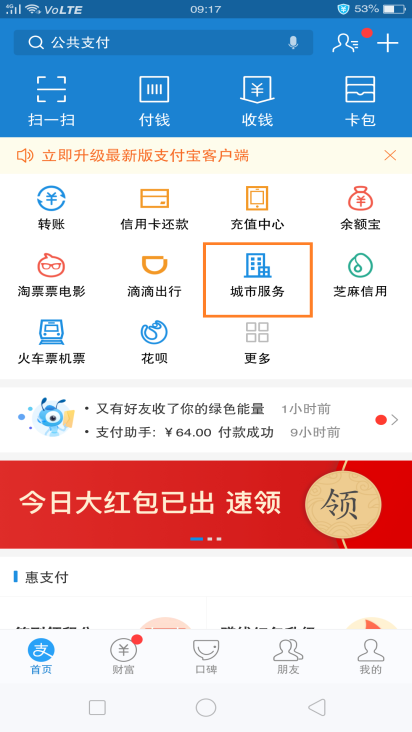 4G VoLTE 09:17 53%
公共支付
扫一扫 付钱 收钱 卡包
立即升级最新版支付宝客户端
转账 信用卡还款 充值中心 余额宝
淘票票电影 滴滴出行 城市服务 芝麻信用
火车票机票 花呗 更多
• 又有好友收了你的绿色能量 1小时前
• 支付助手: ¥64.00 付款成功 9小时前
今日大红包已出 速领 领
惠支付
支
首页 财富 口碑 朋友 我的